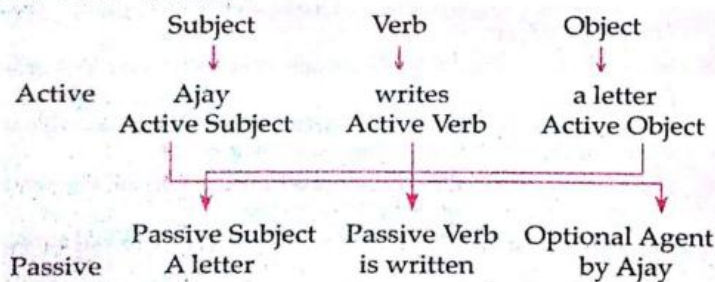 Subject Verb Object
Active Ajay writes a letter
Active Subject Active Verb Active Object
Passive Subject Passive Verb Optional Agent
Passive A letter is written by Ajay